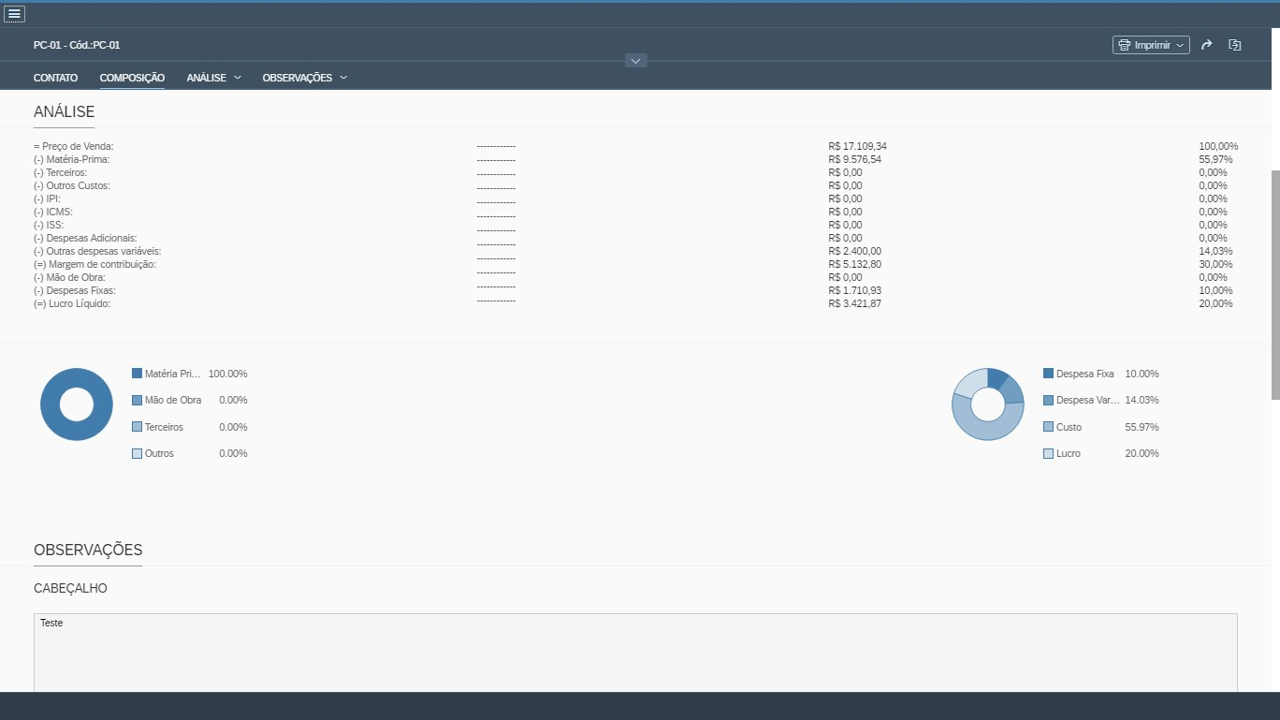 PC-01 - Cód.:PC-01
Imprimir
CONTATO COMPOSIÇÃO ANÁLISE OBSERVAÇÕES
ANÁLISE
= Preço de Venda: ------------ R$ 17.109,34 100,00%
(-) Matéria-Prima: ------------ R$ 9.576,54 55,97%
(-) Terceiros: ------------ R$ 0,00 0,00%
(-) Outros Custos: ------------ R$ 0,00 0,00%
(-) IPI: ------------ R$ 0,00 0,00%
(-) ICMS: ------------ R$ 0,00 0,00%
(-) ISS: ------------ R$ 0,00 0,00%
(-) Despesas Adicionais: ------------ R$ 0,00 0,00%
(-) Outras despesas variáveis: ------------ R$ 2.400,00 14,03%
(=) Margem de contribuição: ------------ R$ 5.132,80 30,00%
(-) Mão de Obra: ------------ R$ 0,00 0,00%
(-) Despesas Fixas: ------------ R$ 1.710,93 10,00%
(=) Lucro Líquido: R$ 3.421,87 20,00%
Matéria Pri... 100.00%
Mão de Obra 0.00%
Terceiros 0.00%
Outros 0.00%
Despesa Fixa 10.00%
Despesa Var... 14.03%
Custo 55.97%
Lucro 20.00%
OBSERVAÇÕES
CABEÇALHO
Teste